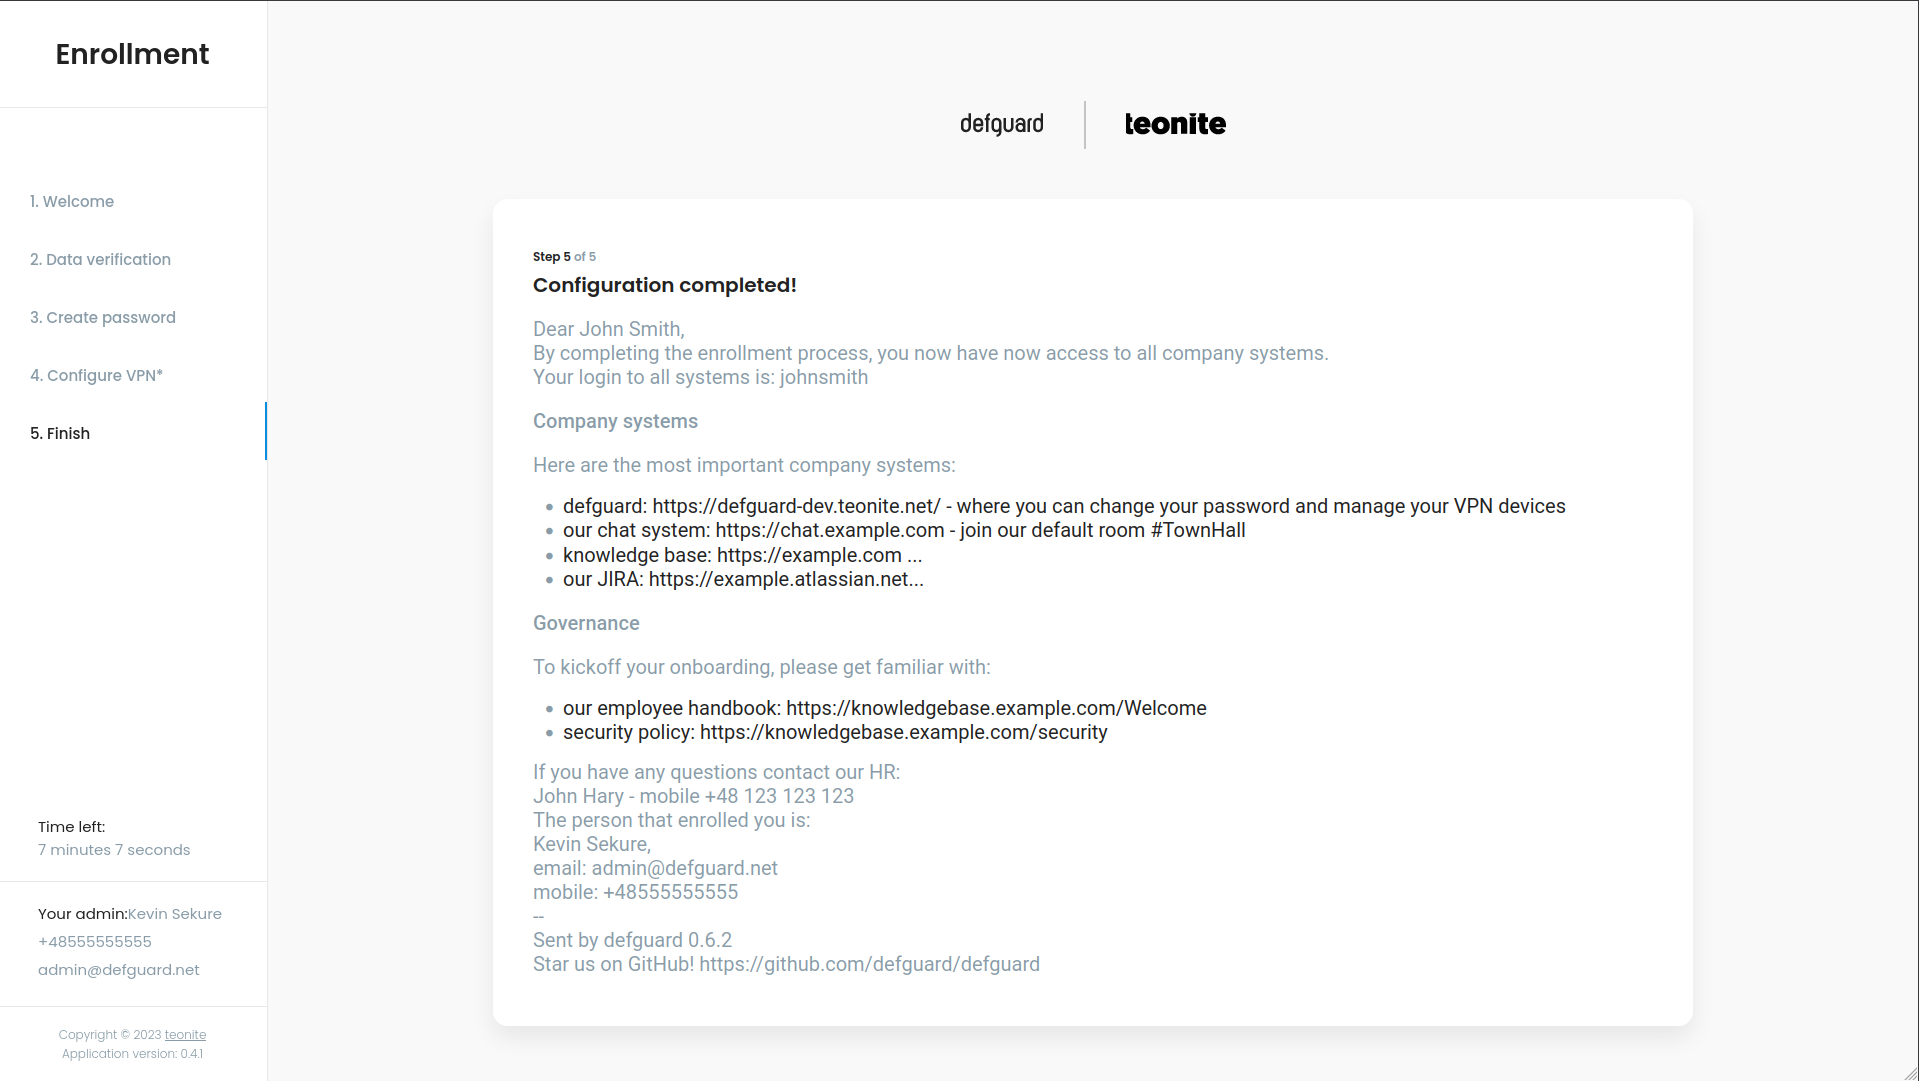 Enrollment
1. Welcome
2. Data verification
3. Create password
4. Configure VPN*
5. Finish
Time left:
7 minutes 7 seconds
Your admin:Kevin Sekure
+48555555555
admin@defguard.net
Copyright © 2023 teonite
Application version: 0.4.1
defguard
teonite
Step 5 of 5
Configuration completed!
Dear John Smith,
By completing the enrollment process, you now have now access to all company systems.
Your login to all systems is: johnsmith
Company systems
Here are the most important company systems:
defguard: https://defguard-dev.teonite.net/ - where you can change your password and manage your VPN devices
our chat system: https://chat.example.com - join our default room #TownHall
knowledge base: https://example.com ...
our JIRA: https://example.atlassian.net...
Governance
To kickoff your onboarding, please get familiar with:
our employee handbook: https://knowledgebase.example.com/Welcome
security policy: https://knowledgebase.example.com/security
If you have any questions contact our HR:
John Hary - mobile +48 123 123 123
The person that enrolled you is:
Kevin Sekure,
email: admin@defguard.net
mobile: +48555555555
--
Sent by defguard 0.6.2
Star us on GitHub! https://github.com/defguard/defguard